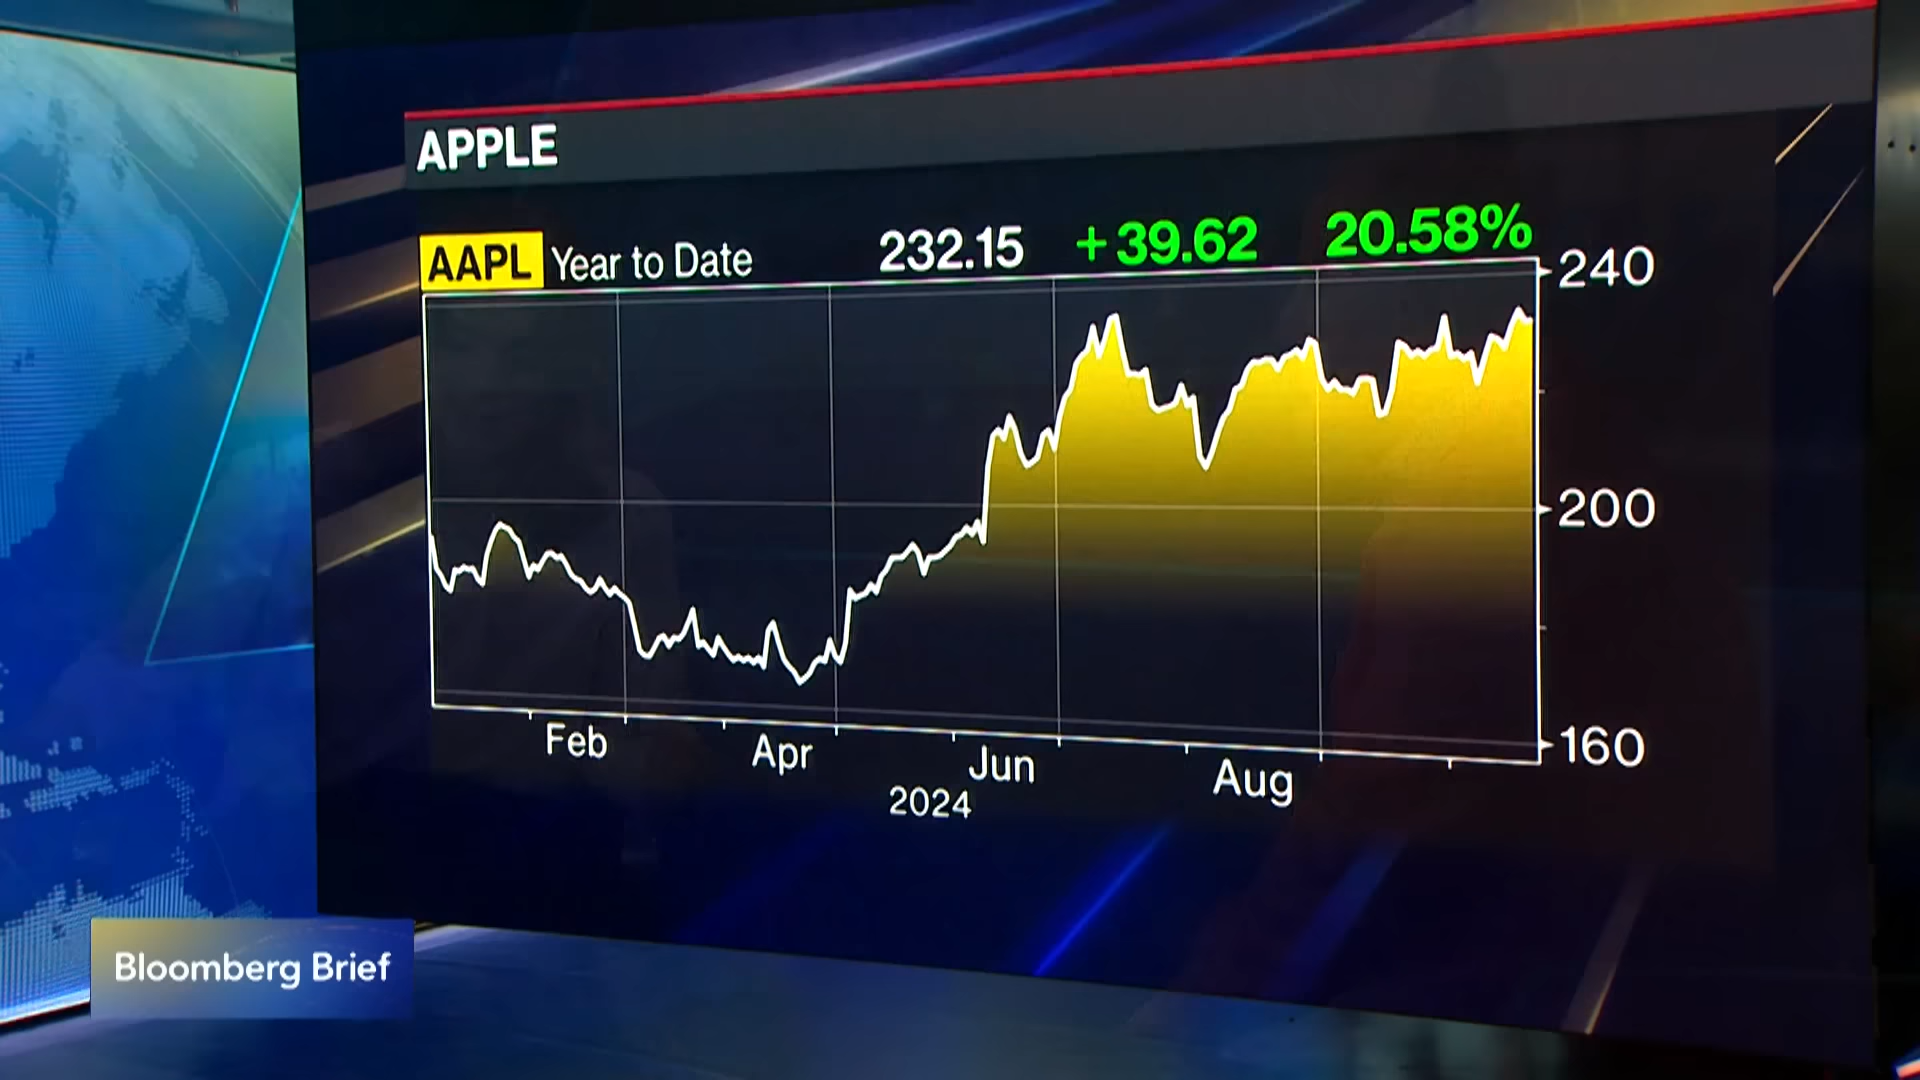 APPLE
AAPL Year to Date 232.15 +39.62 20.58%
240
200
160
Feb Apr Jun Aug
2024
Bloomberg Brief